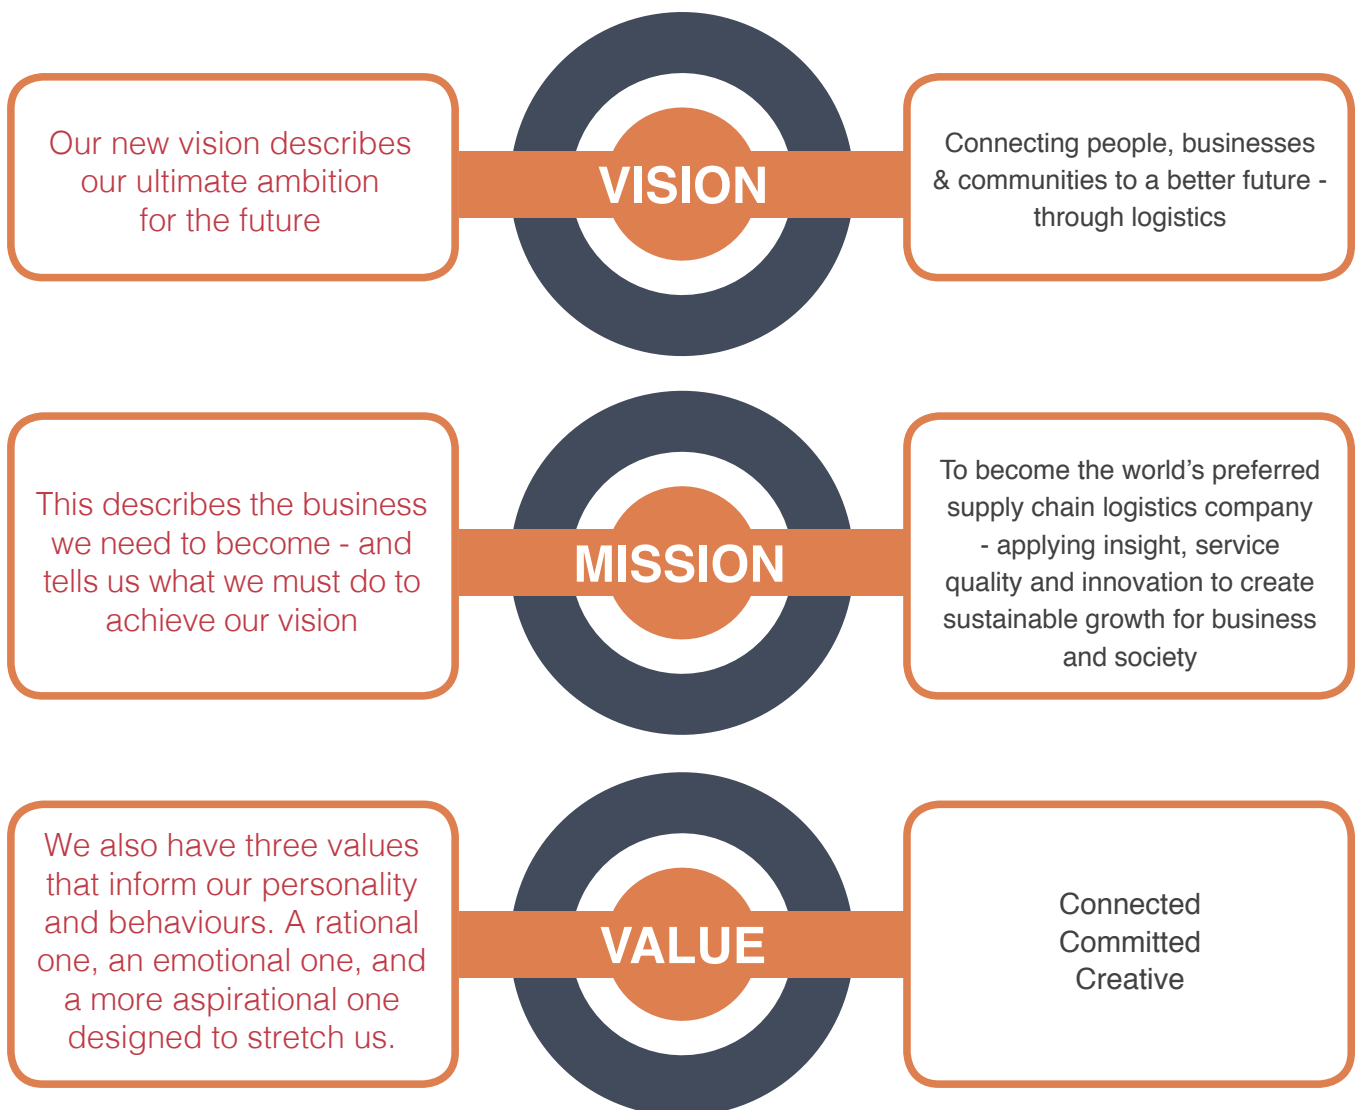 Our new vision describes
our ultimate ambition
for the future
VISION
Connecting people, businesses
& communities to a better future -
through logistics
This describes the business
we need to become - and
tells us what we must do to
achieve our vision
MISSION
To become the world’s preferred
supply chain logistics company
- applying insight, service
quality and innovation to create
sustainable growth for business
and society
We also have three values
that inform our personality
and behaviours. A rational
one, an emotional one, and
a more aspirational one
designed to stretch us.
VALUE
Connected
Committed
Creative